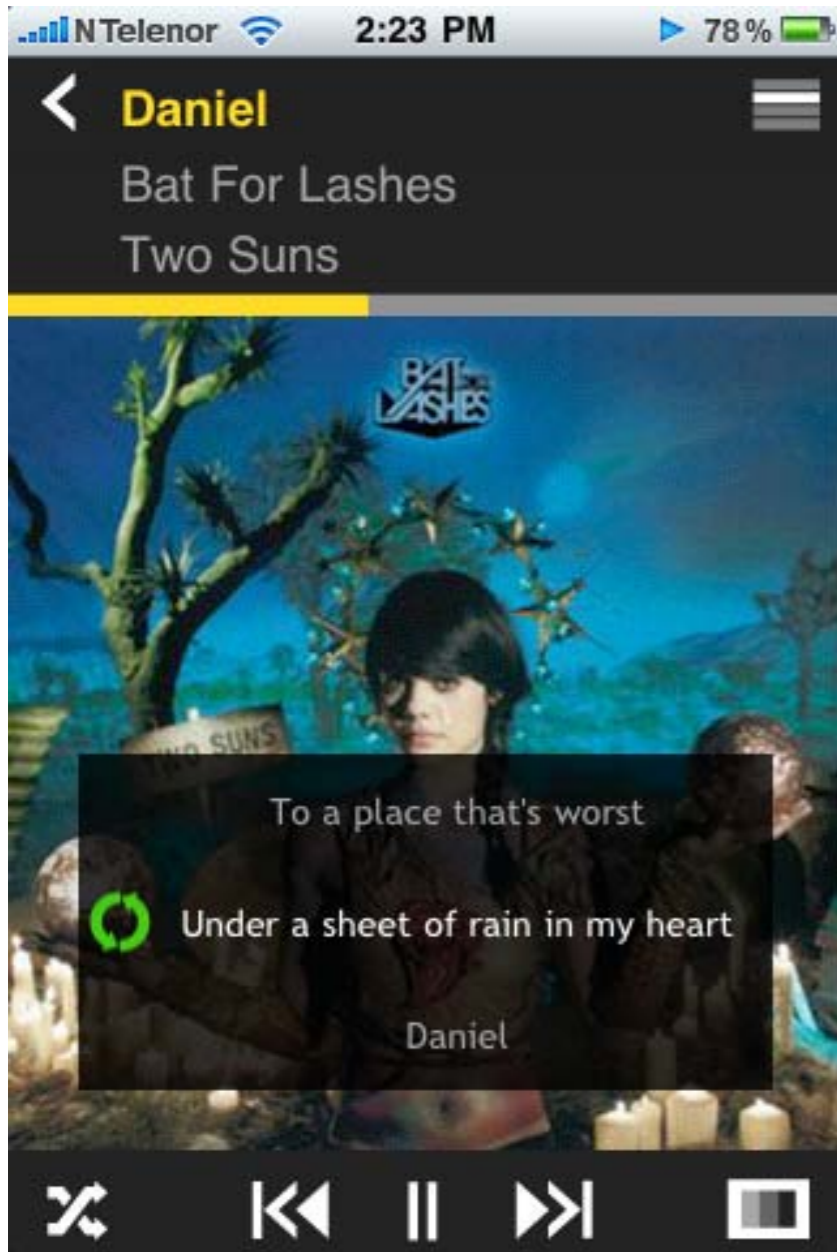 N Telenor 2:23 PM 78%
Daniel
Bat For Lashes
Two Suns
BAT FOR LASHES
TWO SUNS
To a place that's worst
Under a sheet of rain in my heart
Daniel